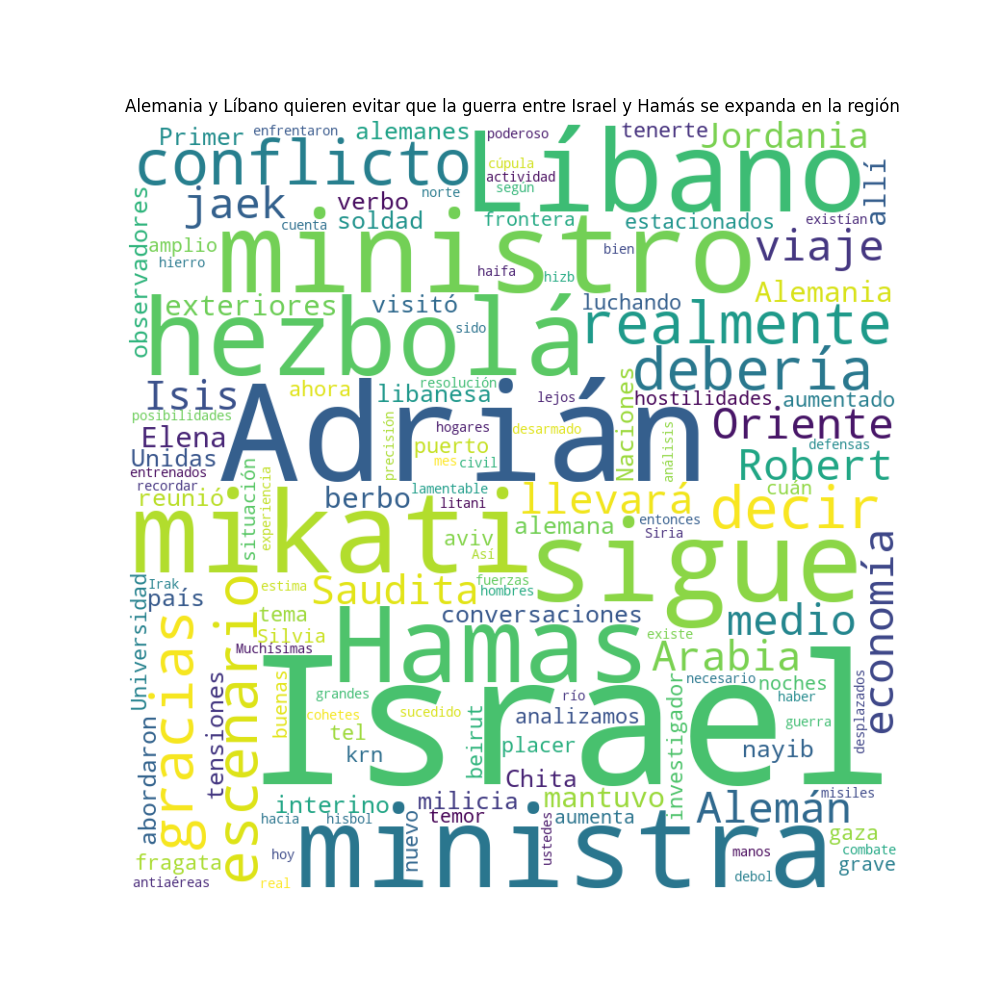 Alemania y Líbano quieren evitar que la guerra entre Israel y Hamás se expanda en la región
Primer enfrentaron alemanes poderoso tenerte Jordania
conflicto Líbano
cúpula
actividad
según
norte
allí
jaek verbo
cuenta soldad frontera estacionados existían
observadores
amplio ministro bien viaje
hierro haifa hizb
exteriores visitó luchando Alemania
hezbolá sido realmente
debería
Isis ahora resolución
libanesa lejos Naciones hostilidades aumentado
posibilidades
Adrián
Elena hogares desarmado Oriente
precisión puerto análisis defensas
Unidas mes civil Robert
entrenados
recordar
reunió situación experiencia berbo lamentable litani llevará cuán decir
mikati alemana entonces
aviv Siria
Así sigue economía
Irak estima Saudita fuerzas
hombres
país
Universidad
escenario
tema conversaciones medio
Silvia existe
Muchísimas Hamas Arabia
gracias
necesario noches
grandes río haber
buenas
tensiones
abordaron
Israel
cohetes sucedido analizamos guerra
tel investigador desplazados
beirut placer
krn nayib
Chita
interino milicia mantuvo Alemán misiles
hacia hisbol temor aumenta
nuevo ministra gaza
hoy ustedes manos combate
fragata grave
antiaéreas real debol